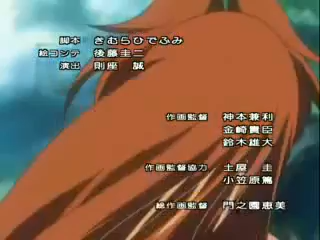 脚本 きむらひでふみ
絵コンテ 後藤圭二
演出 則座 誠
作画監督 神本兼利
金崎貴臣
鈴木雄大
作画監督協力 土屋 圭
小笠原篤
総作画監督 門之園恵美